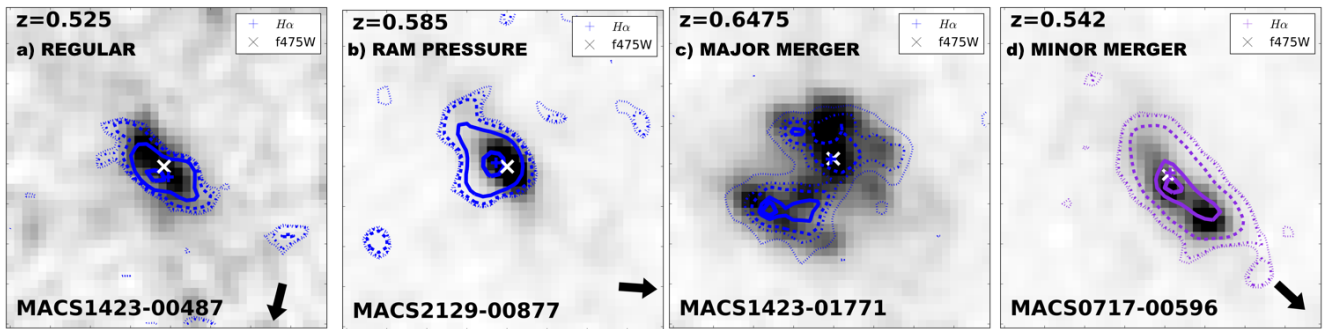 z=0.525
Hα
f475W
a) REGULAR
MACS1423-00487
z=0.585
Hα
f475W
b) RAM PRESSURE
MACS2129-00877
z=0.6475
Hα
f475W
c) MAJOR MERGER
MACS1423-01771
z=0.542
Hα
f475W
d) MINOR MERGER
MACS0717-00596